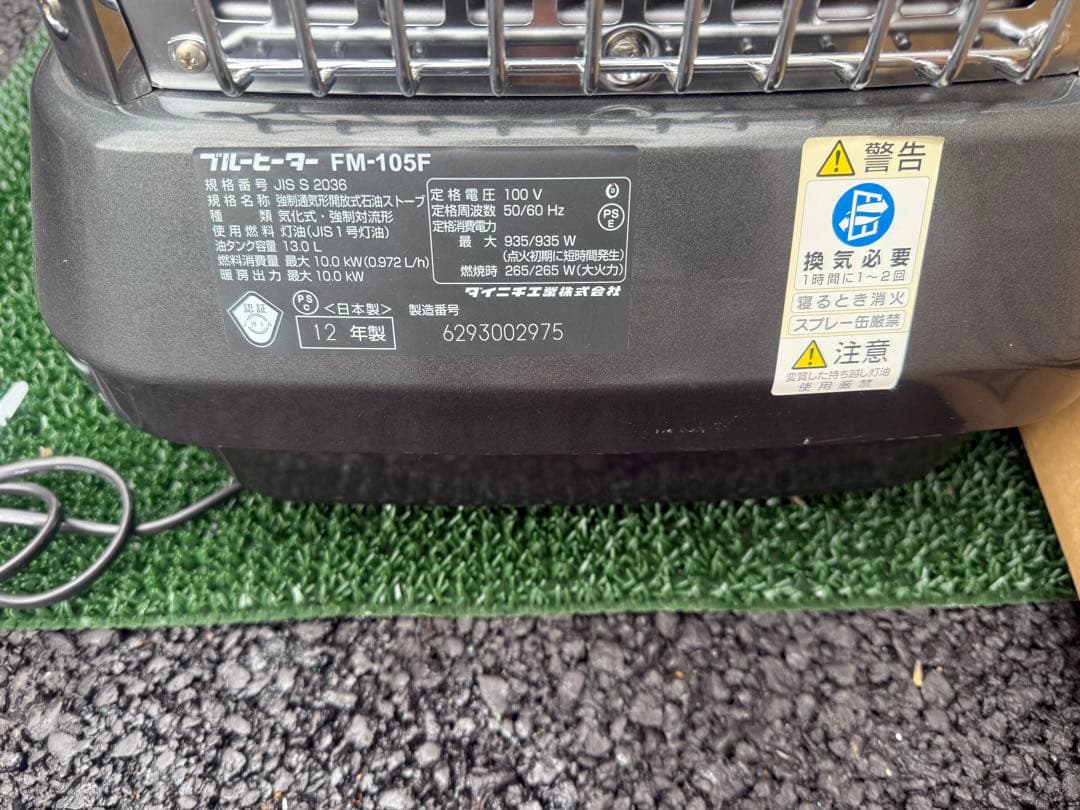 ブルーヒーター FM-105F
規格番号 JIS S 2036
規格名称 強制通気形開放式石油ストーブ
種類 気化式・強制対流形
使用燃料 灯油(JIS1号灯油)
油タンク容量 13.0 L
燃料消費量 最大 10.0 kW(0.972 L/h)
暖房出力 最大 10.0 kW
定格電圧 100 V
定格周波数 50/60 Hz
定格消費電力
最大 935/935 W
(点火初期に短時間発生)
燃焼時 265/265 W(大火力)
PS
E
ダイニチ工業株式会社
認証
JHIA
PS
C
<日本製>
12 年製
製造番号
6293002975
警告
換気必要
1時間に1〜2回
寝るとき消火
スプレー缶厳禁
注意
変質した持ち越し灯油
使用厳禁